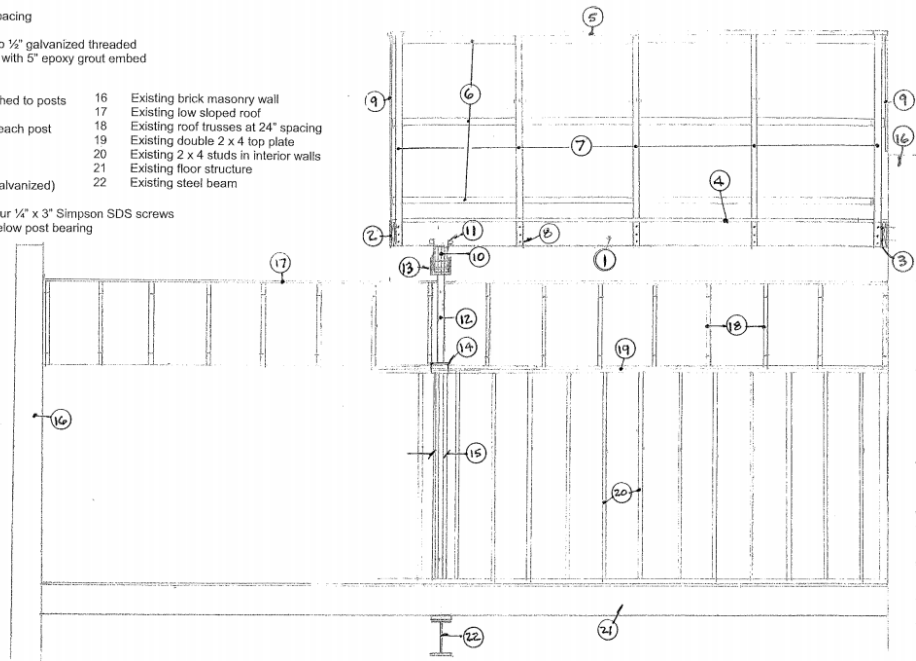 acing
o ½" galvanized threaded
with 5" epoxy grout embed
hed to posts
each post
alvanized)
ur ¼" x 3" Simpson SDS screws
elow post bearing
16 Existing brick masonry wall
17 Existing low sloped roof
18 Existing roof trusses at 24" spacing
19 Existing double 2 x 4 top plate
20 Existing 2 x 4 studs in interior walls
21 Existing floor structure
22 Existing steel beam
5
9
6
9
7
16
4
2
11
8
1
3
10
13
17
12
18
14
19
16
15
20
21
22